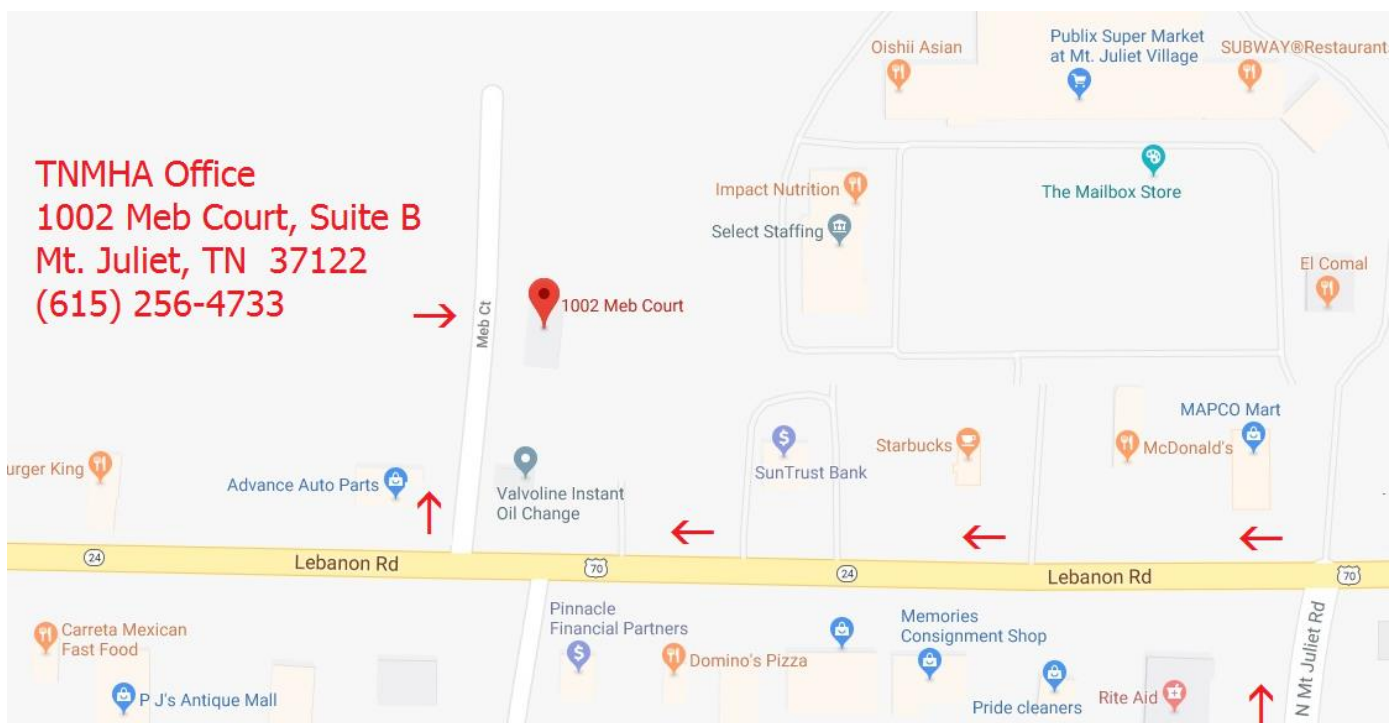 Oishii Asian
Publix Super Market
at Mt. Juliet Village
SUBWAY®Restaurants
TNMHA Office
1002 Meb Court, Suite B
Mt. Juliet, TN 37122
(615) 256-4733
Impact Nutrition
The Mailbox Store
Select Staffing
El Comal
1002 Meb Court
Meb Ct
MAPCO Mart
Starbucks
McDonald's
urger King
SunTrust Bank
Advance Auto Parts
Valvoline Instant
Oil Change
24
Lebanon Rd
70
24
Lebanon Rd
70
Pinnacle
Financial Partners
Memories
Consignment Shop
N Mt Juliet Rd
Carreta Mexican
Fast Food
Domino's Pizza
P J's Antique Mall
Pride cleaners
Rite Aid